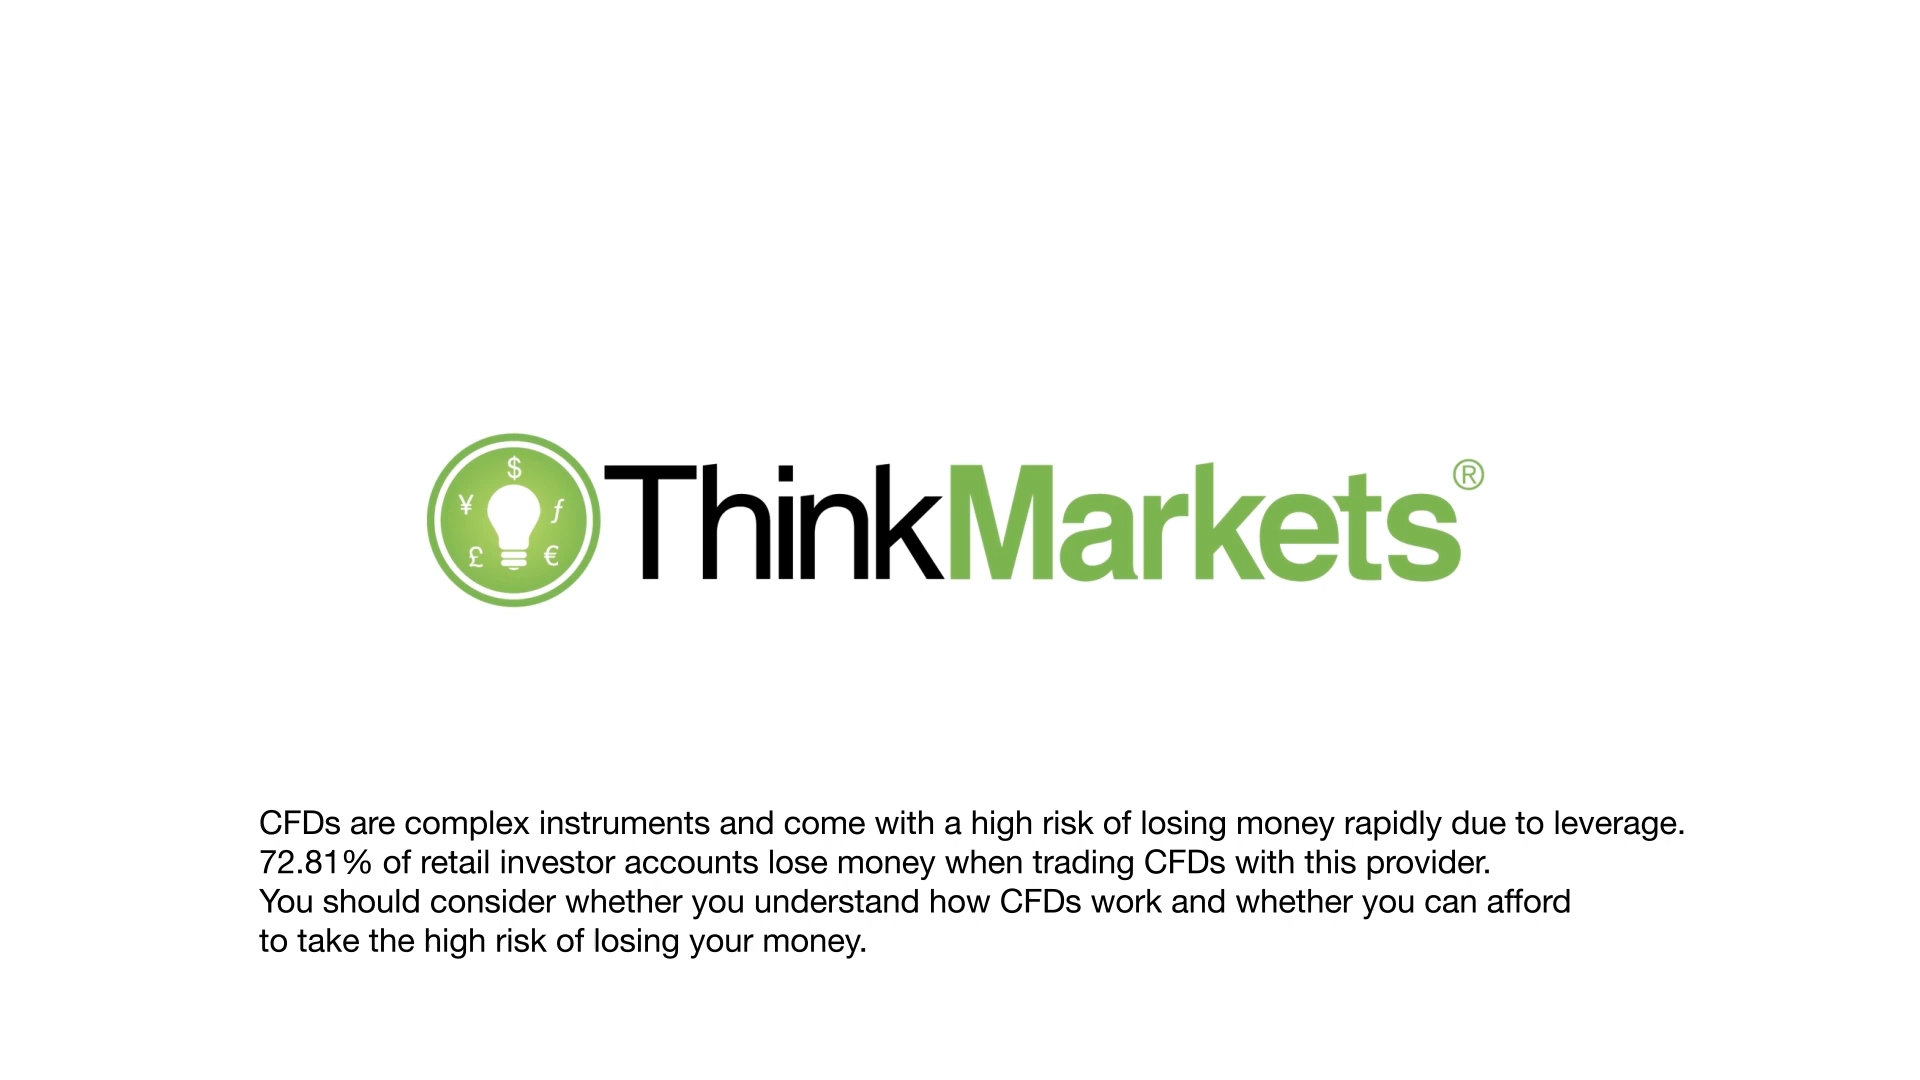 $
¥ ƒ
£ €
ThinkMarkets®
CFDs are complex instruments and come with a high risk of losing money rapidly due to leverage.
72.81% of retail investor accounts lose money when trading CFDs with this provider.
You should consider whether you understand how CFDs work and whether you can afford
to take the high risk of losing your money.